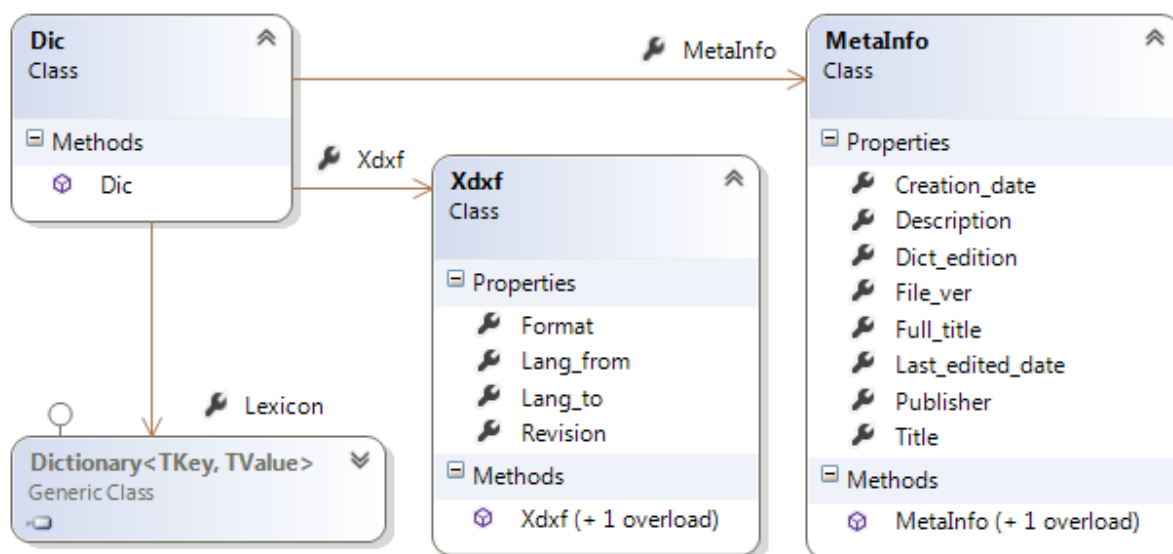 Dic
Class
Methods
Dic
MetaInfo
Xdxf
Lexicon
Dictionary<TKey, TValue>
Generic Class
Xdxf
Class
Properties
Format
Lang_from
Lang_to
Revision
Methods
Xdxf (+ 1 overload)
MetaInfo
Class
Properties
Creation_date
Description
Dict_edition
File_ver
Full_title
Last_edited_date
Publisher
Title
Methods
MetaInfo (+ 1 overload)